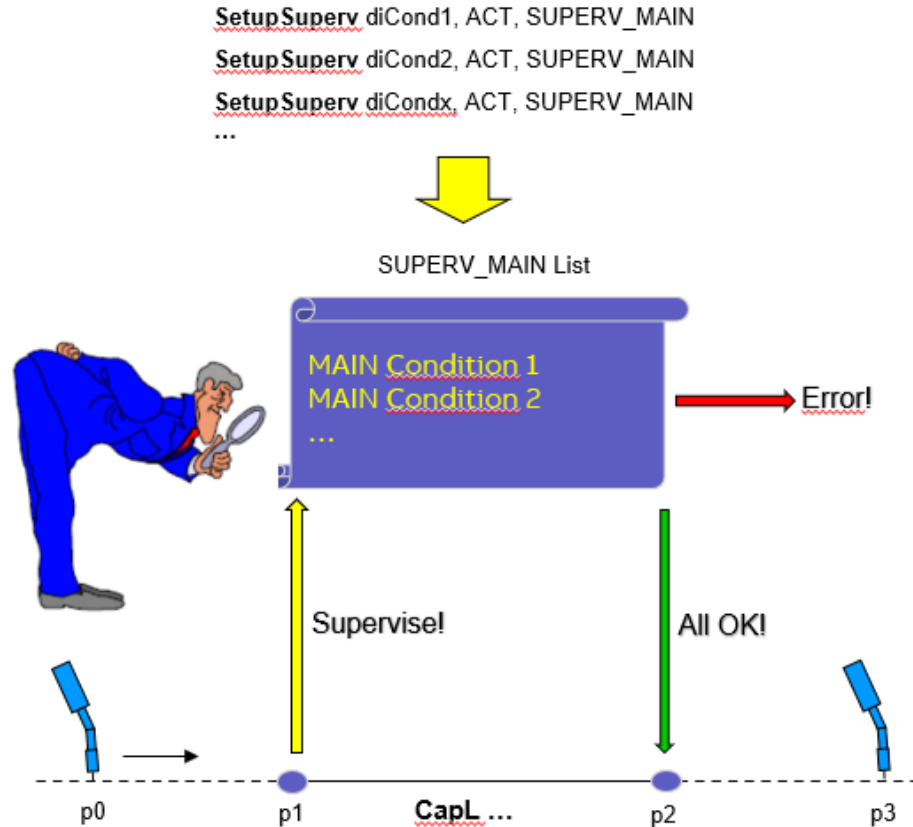 SetupSuperv diCond1, ACT, SUPERV_MAIN
SetupSuperv diCond2, ACT, SUPERV_MAIN
SetupSuperv diCondx, ACT, SUPERV_MAIN
...
SUPERV_MAIN List
MAIN Condition 1
MAIN Condition 2
...
Error!
Supervise!
All OK!
p0
p1
CapL ...
p2
p3